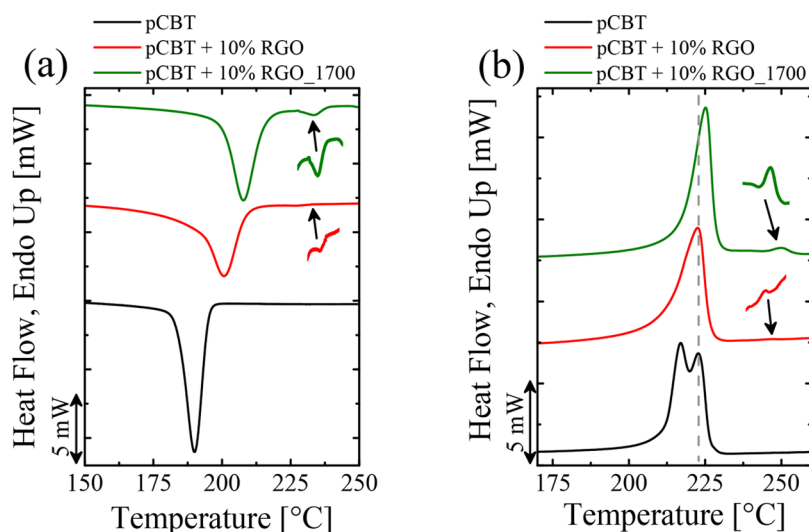 pCBT
pCBT + 10% RGO
pCBT + 10% RGO_1700
(a)
Heat Flow, Endo Up [mW]
5 mW
150 175 200 225 250
Temperature [°C]
pCBT
pCBT + 10% RGO
pCBT + 10% RGO_1700
(b)
Heat Flow, Endo Up [mW]
5 mW
175 200 225 250
Temperature [°C]